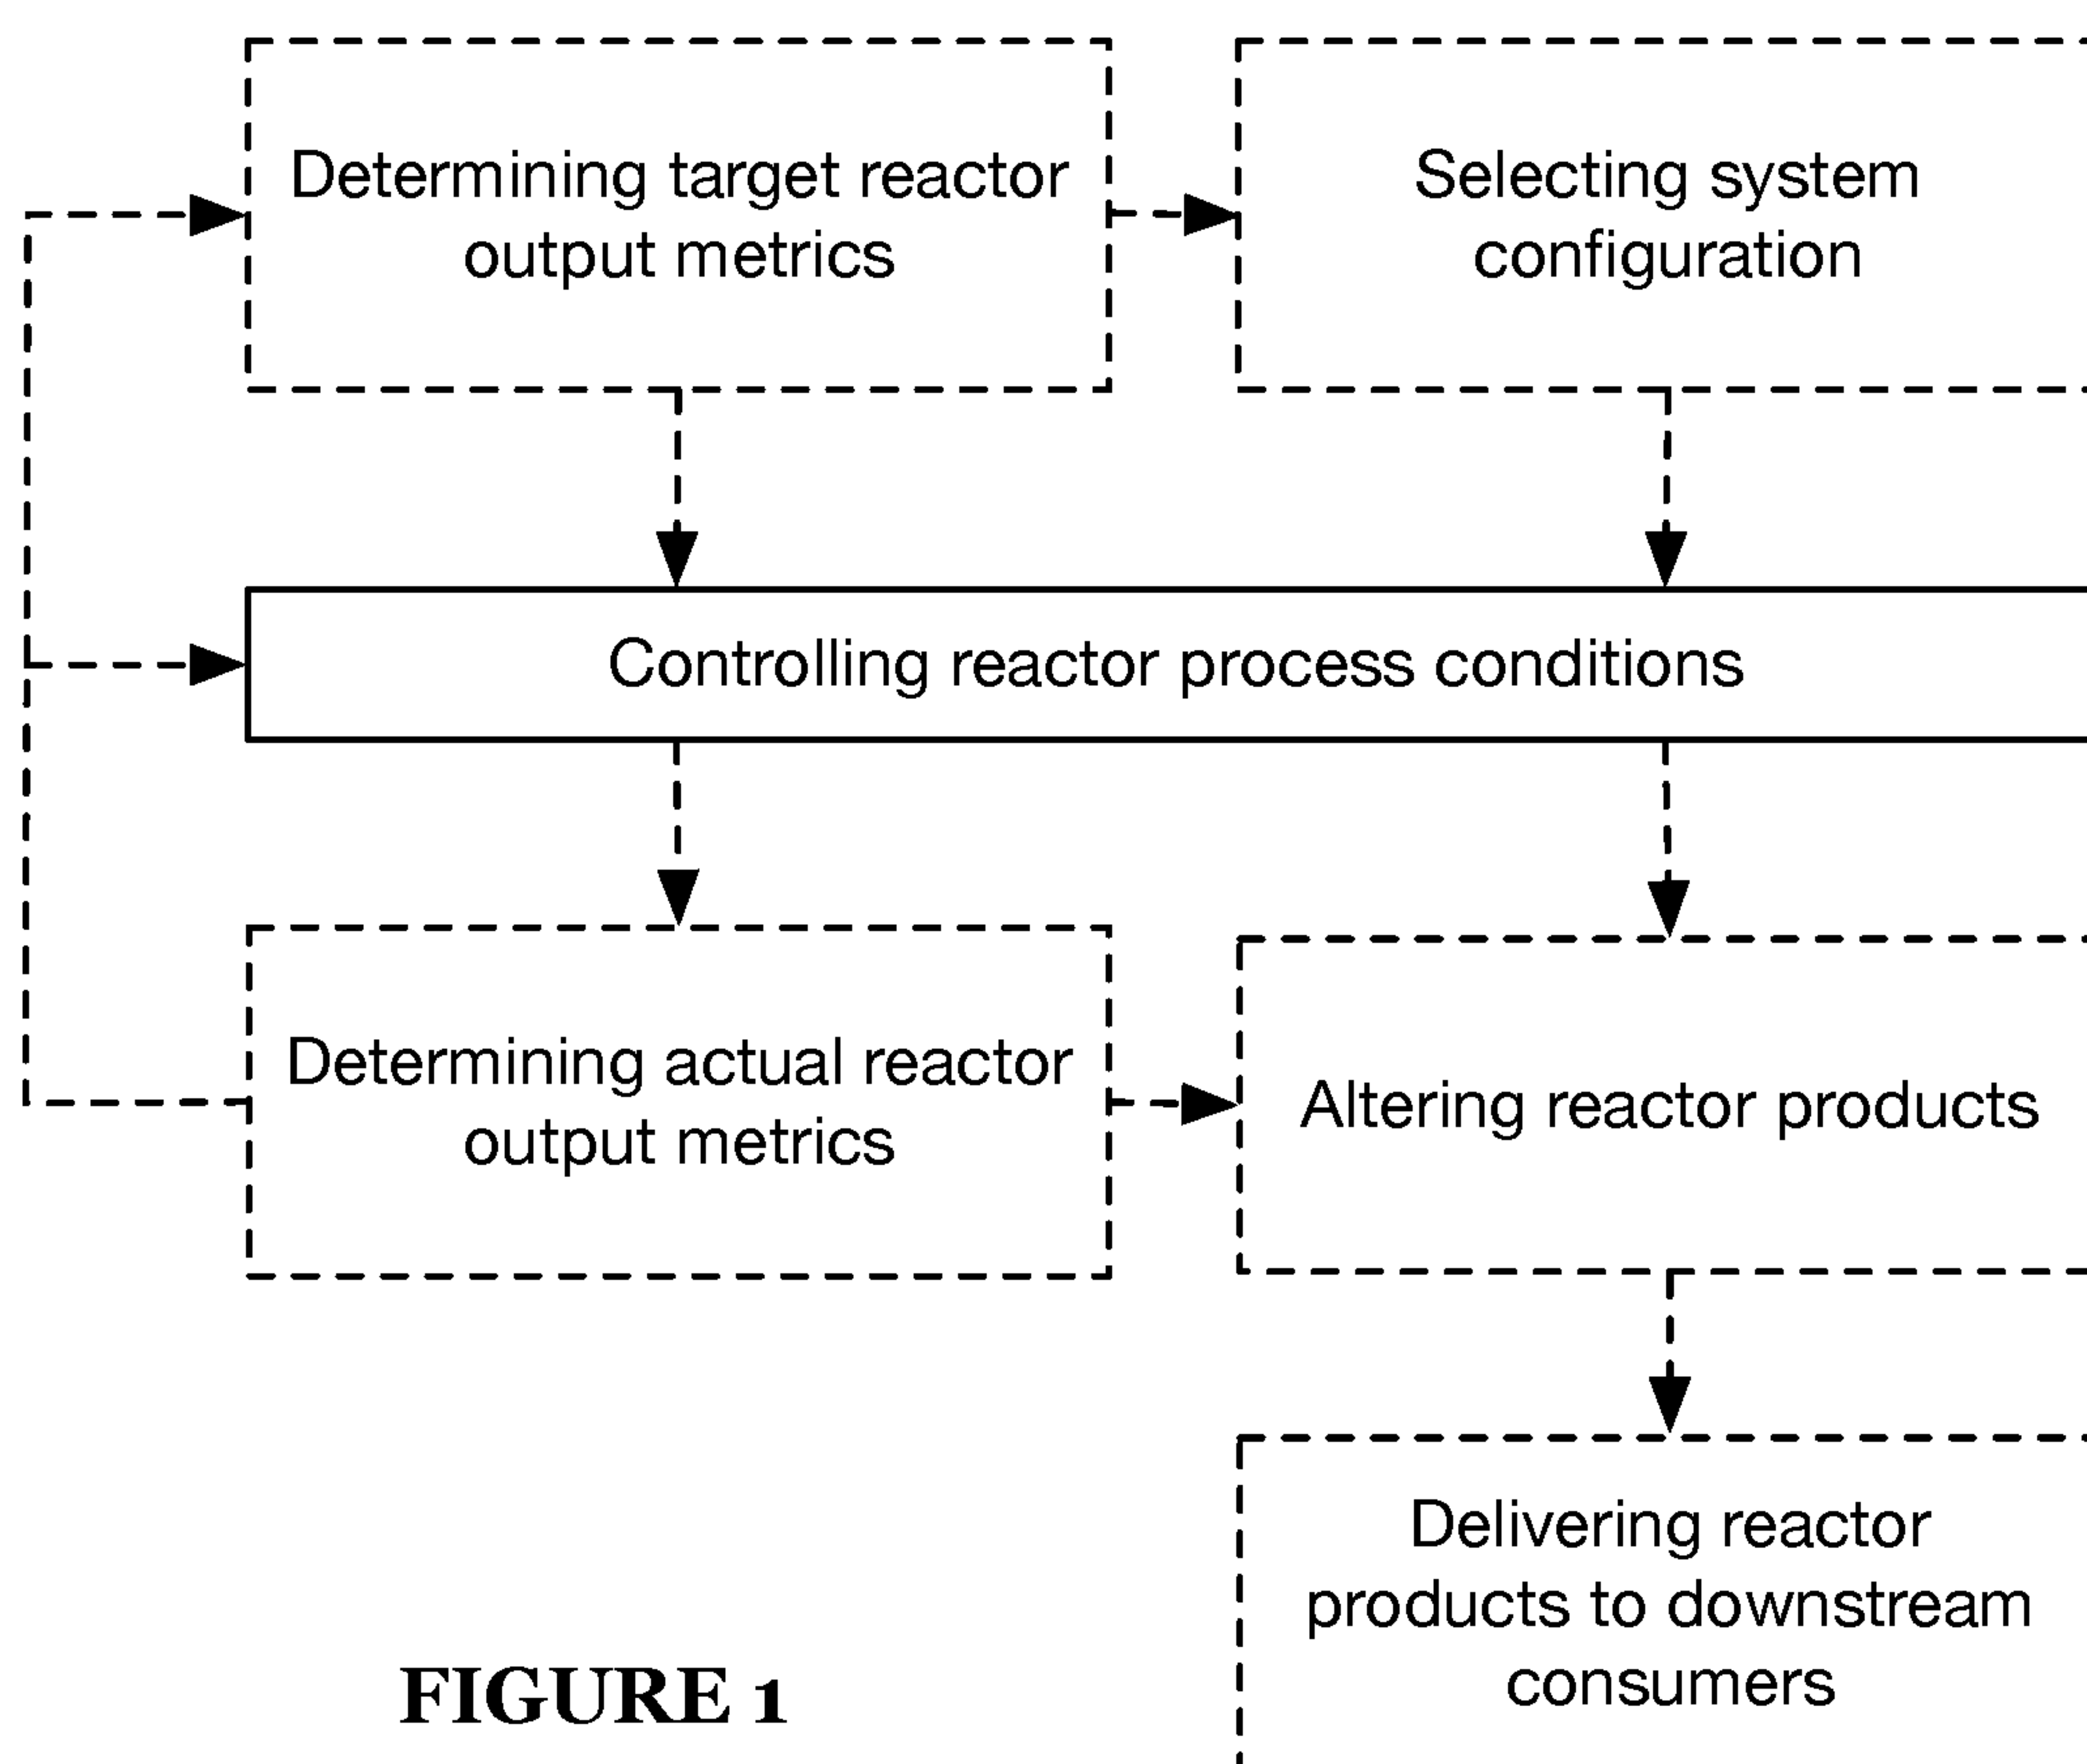 Determining target reactor
output metrics
Selecting system
configuration
Controlling reactor process conditions
Determining actual reactor
output metrics
Altering reactor products
Delivering reactor
products to downstream
consumers
FIGURE 1